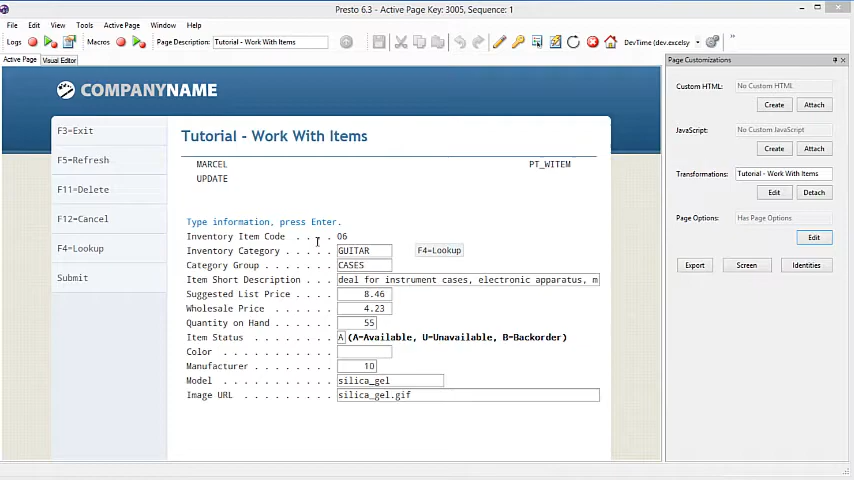 Presto 6.3 - Active Page Key: 3005, Sequence: 1
File Edit View Tools Active Page Window Help
Logs Macros Page Description: Tutorial - Work With Items DevTime (dev.excelsy »
Active Page Visual Editor
Page Customizations
COMPANYNAME
F3=Exit
F5=Refresh
F11=Delete
F12=Cancel
F4=Lookup
Submit
Tutorial - Work With Items
MARCEL PT_WITEM
UPDATE
Type information, press Enter.
Inventory Item Code . . . . 06
Inventory Category . . . . . GUITAR F4=Lookup
Category Group . . . . . . . CASES
Item Short Description . . . deal for instrument cases, electronic apparatus, m
Suggested List Price . . . . 8.46
Wholesale Price . . . . . . 4.23
Quantity on Hand . . . . . . 55
Item Status . . . . . . . . A (A=Available, U=Unavailable, B=Backorder)
Color . . . . . . . . . . .
Manufacturer . . . . . . . . 10
Model . . . . . . . . . . . silica_gel
Image URL . . . . . . . . . silica_gel.gif
Custom HTML: No Custom HTML
Create Attach
JavaScript: No Custom JavaScript
Create Attach
Transformations: Tutorial - Work With Items
Edit Detach
Page Options: Has Page Options
Edit
Export Screen Identities